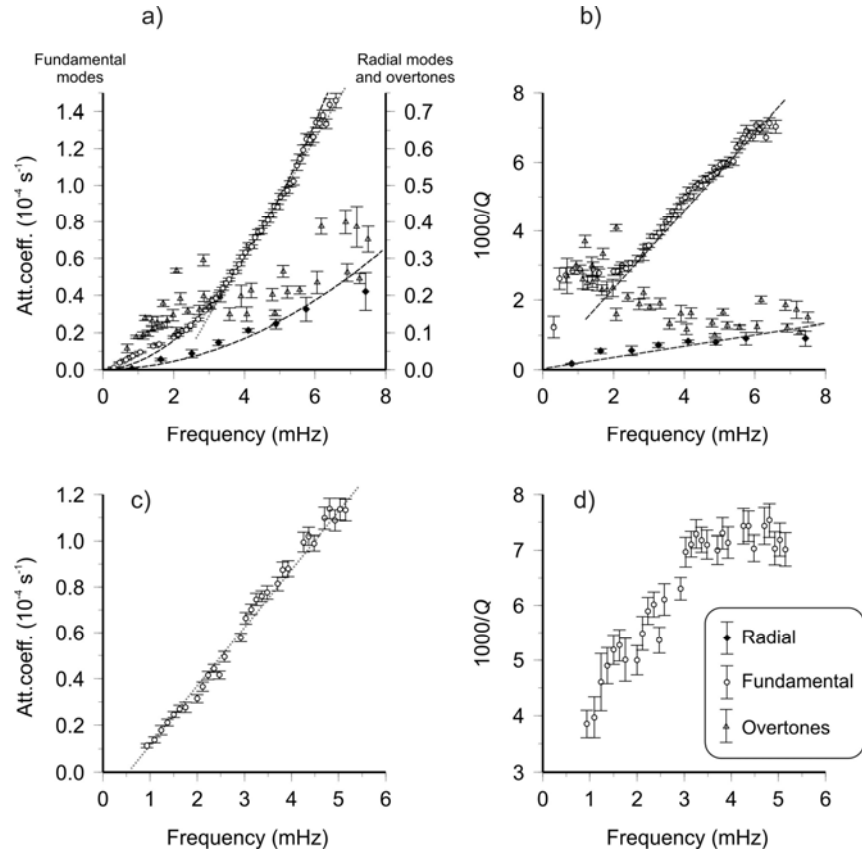 a)
b)
Fundamental
modes
Radial modes
and overtones
1.4
1.2
1.0
0.8
0.6
0.4
0.2
0.0
Att.coeff. (10⁻⁴ s⁻¹)
0.7
0.6
0.5
0.4
0.3
0.2
0.1
0.0
0 2 4 6 8
Frequency (mHz)
8
7
6
5
4
3
2
1
0
1000/Q
0 2 4 6 8
Frequency (mHz)
c)
1.2
1.0
0.8
0.6
0.4
0.2
0.0
Att.coeff. (10⁻⁴ s⁻¹)
0 1 2 3 4 5 6
Frequency (mHz)
d)
8
7
6
5
4
3
1000/Q
0 1 2 3 4 5 6
Frequency (mHz)
Radial
Fundamental
Overtones